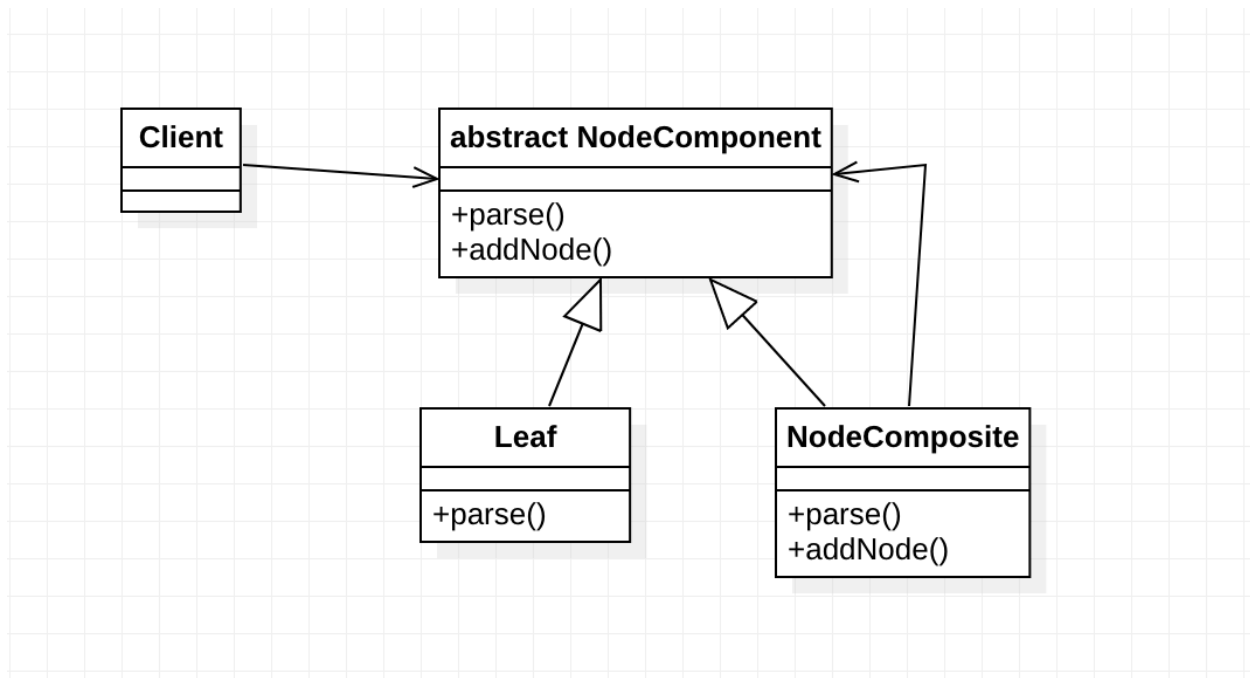 Client
abstract NodeComponent
+parse()
+addNode()
Leaf
+parse()
NodeComposite
+parse()
+addNode()